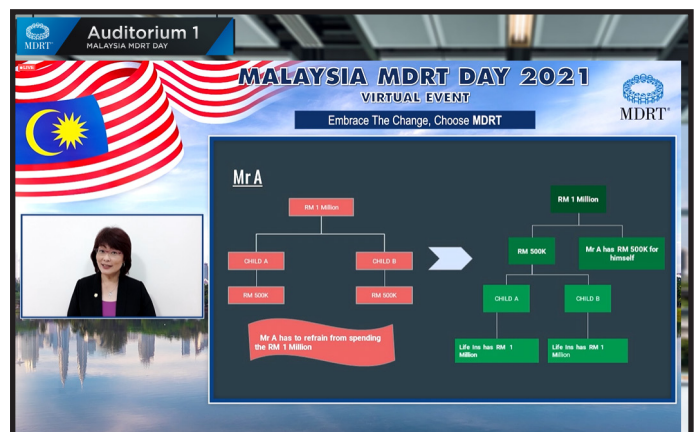 MDRT
Auditorium 1
MALAYSIA MDRT DAY
MALAYSIA MDRT DAY 2021
VIRTUAL EVENT
Embrace The Change, Choose MDRT
MDRT
Mr A
RM 1 Million
CHILD A
CHILD B
RM 500K
RM 500K
Mr A has to refrain from spending
the RM 1 Million
RM 1 Million
RM 500K
Mr A has RM 500K for
himself
CHILD A
CHILD B
Life Ins has RM 1
Million
Life Ins has RM 1
Million